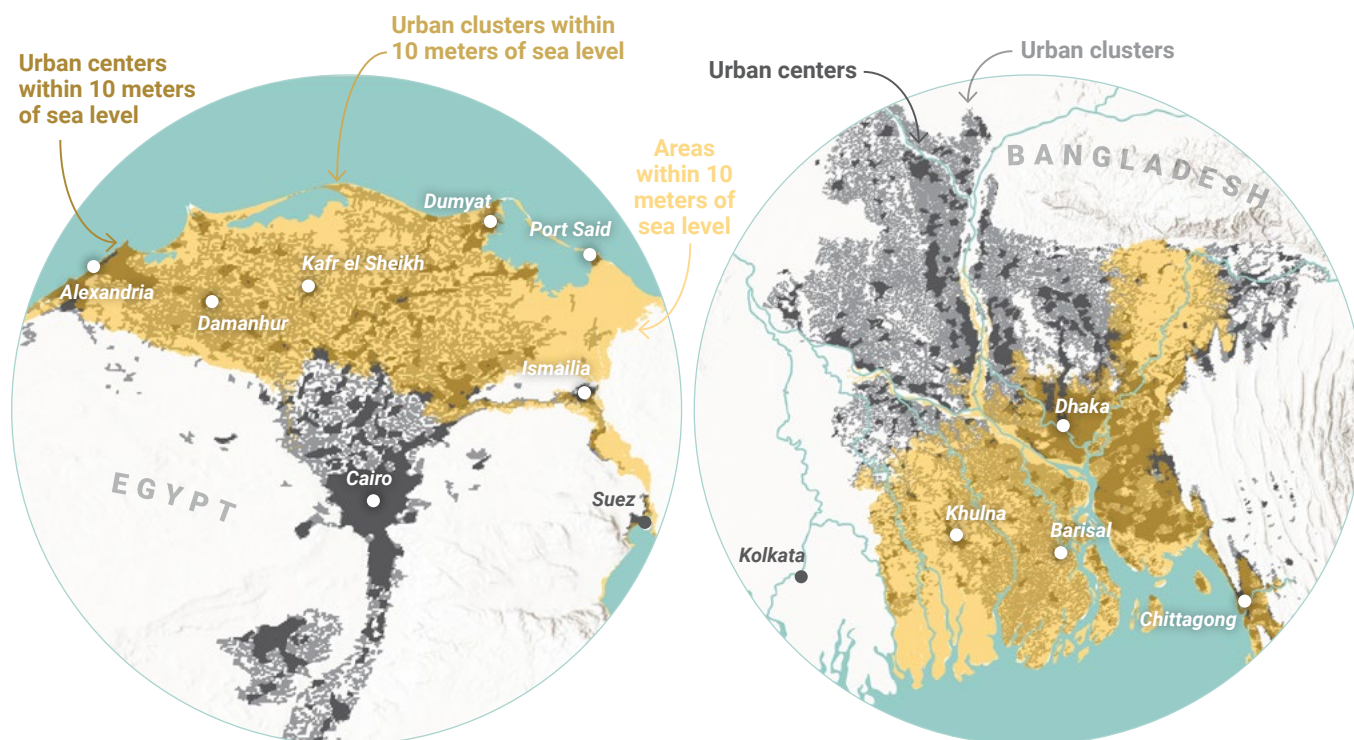 Urban clusters within
10 meters of sea level
Urban centers
within 10 meters
of sea level
Areas
within 10
meters of
sea level
Dumyat
Port Said
Kafr el Sheikh
Alexandria
Damanhur
Ismailia
Cairo
EGYPT
Suez
Urban clusters
Urban centers
BANGLADESH
Dhaka
Khulna
Barisal
Kolkata
Chittagong